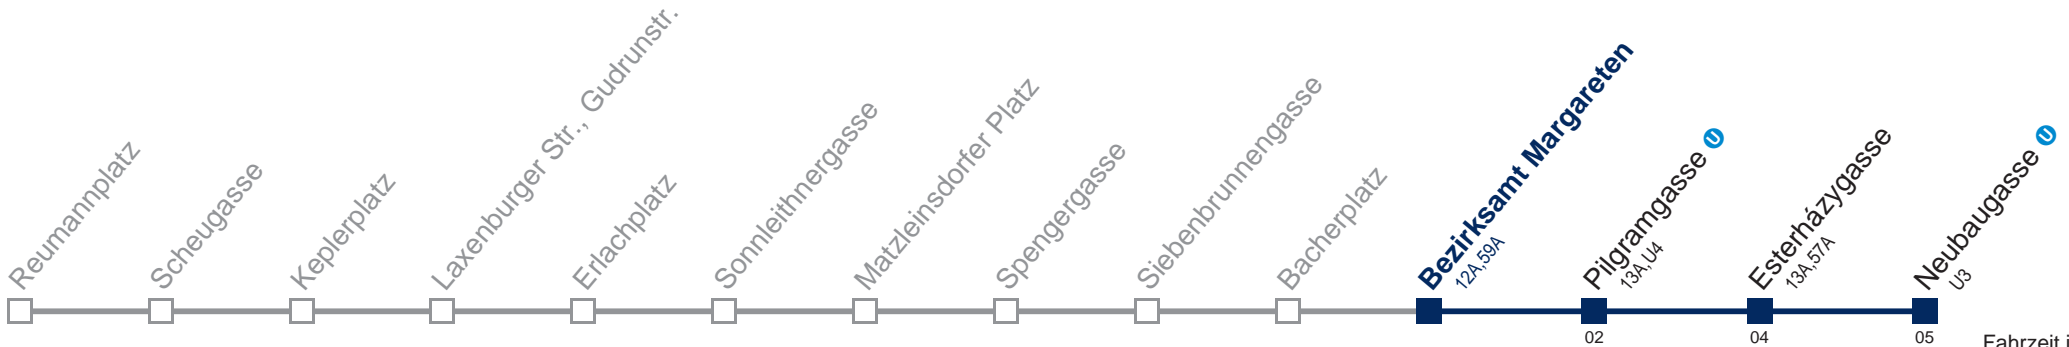 Reumannplatz
Scheugasse
Keplerplatz
Laxenburger Str., Gudrunstr.
Erlachplatz
Sonnleithnergasse
Matzleinsdorfer Platz
Spengergasse
Siebenbrunnengasse
Bacherplatz
Bezirksamt Margareten
12A,59A
Pilgramgasse U
13A,U4
Esterházygasse
13A,57A
Neubaugasse U
U3
02
04
05
Fahrzeit i